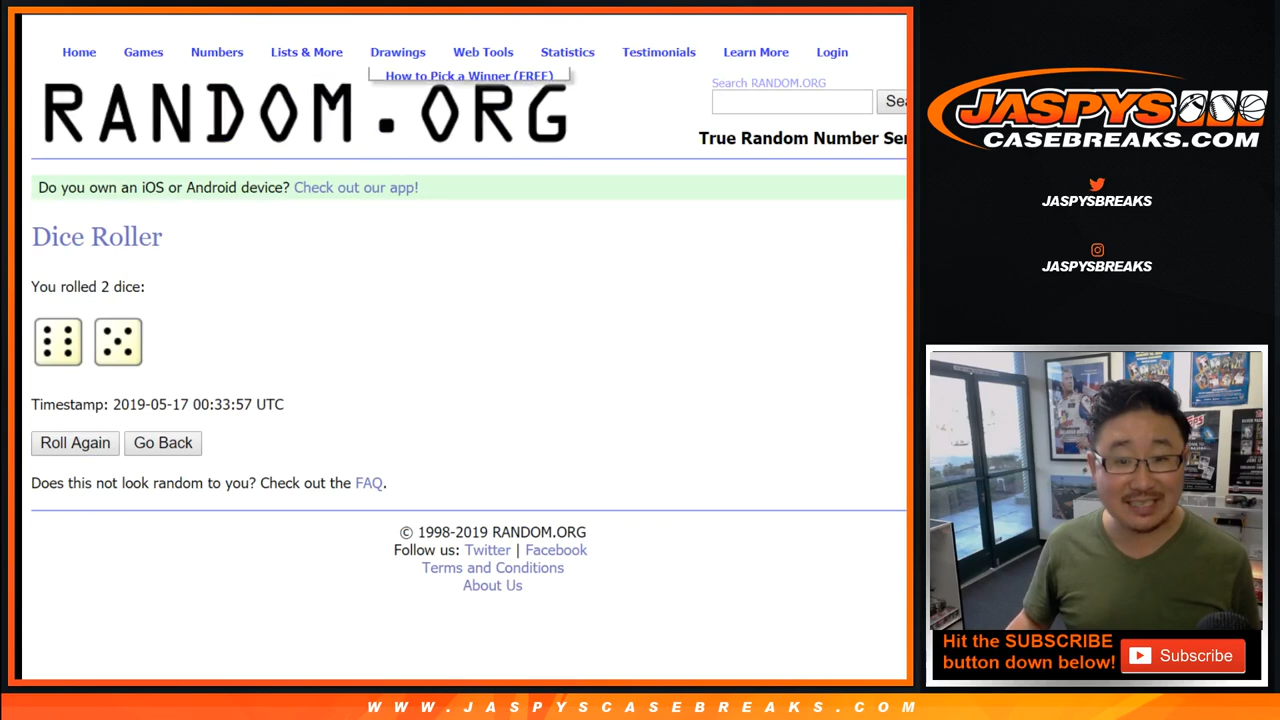 Home Games Numbers Lists & More Drawings Web Tools Statistics Testimonials Learn More Login
How to Pick a Winner (FREE)
RANDOM.ORG
Search RANDOM.ORG
Sea
True Random Number Ser
Do you own an iOS or Android device? Check out our app!
Dice Roller
You rolled 2 dice:
Timestamp: 2019-05-17 00:33:57 UTC
Roll Again Go Back
Does this not look random to you? Check out the FAQ.
© 1998-2019 RANDOM.ORG
Follow us: Twitter | Facebook
Terms and Conditions
About Us
JASPYS
CASEBREAKS.COM
JASPYSBREAKS
JASPYSBREAKS
Hit the SUBSCRIBE
button down below!
Subscribe
WWW.JASPYSCASEBREAKS.COM